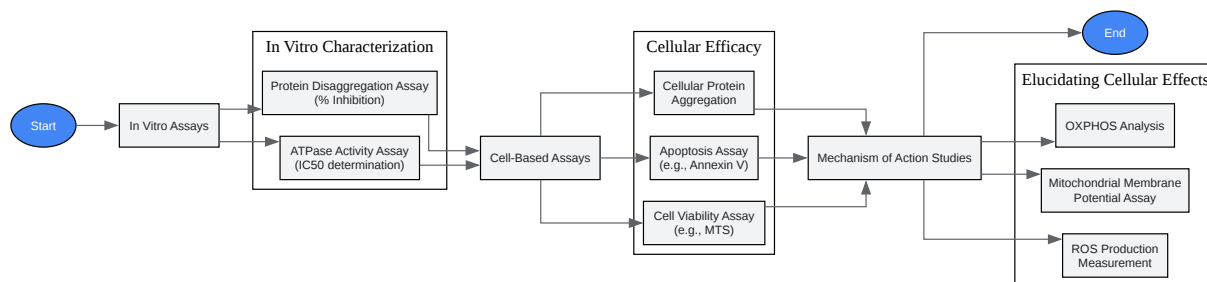 Start
In Vitro Assays
In Vitro Characterization
Protein Disaggregation Assay
(% Inhibition)
ATPase Activity Assay
(IC50 determination)
Cell-Based Assays
Cellular Efficacy
Cellular Protein
Aggregation
Apoptosis Assay
(e.g., Annexin V)
Cell Viability Assay
(e.g., MTS)
Mechanism of Action Studies
End
Elucidating Cellular Effects
OXPHOS Analysis
Mitochondrial Membrane
Potential Assay
ROS Production
Measurement